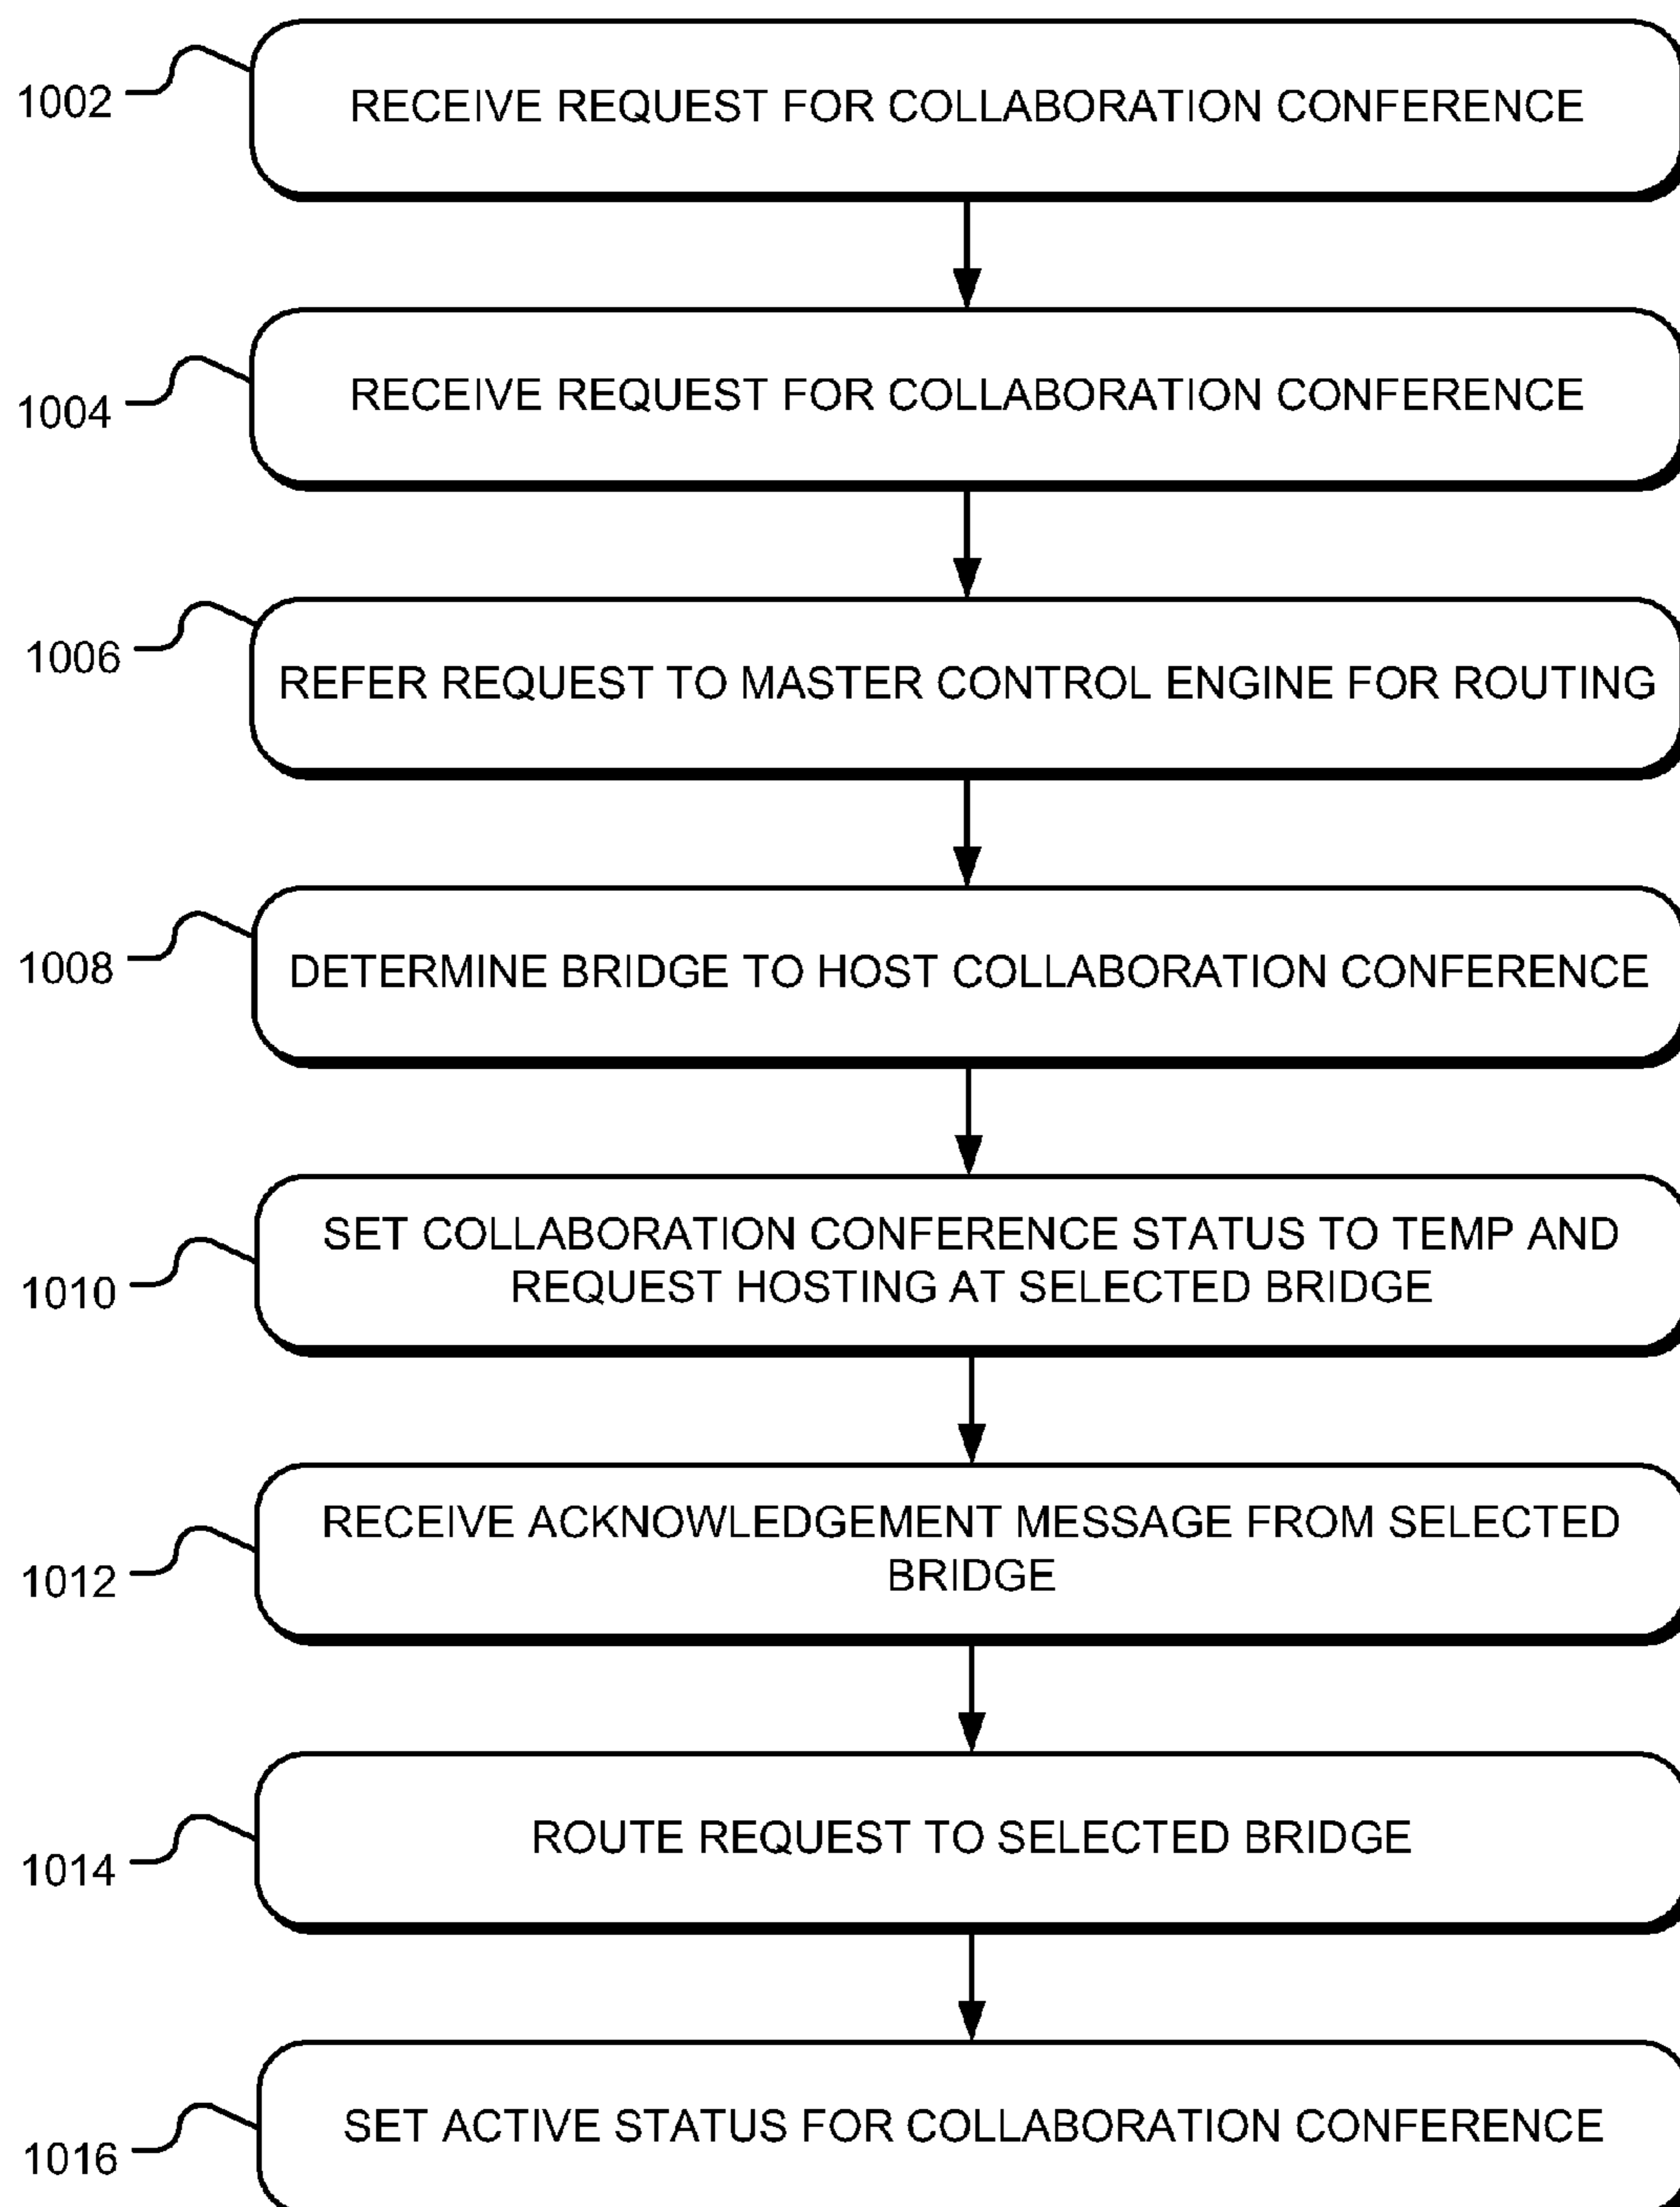 1002
RECEIVE REQUEST FOR COLLABORATION CONFERENCE
1004
RECEIVE REQUEST FOR COLLABORATION CONFERENCE
1006
REFER REQUEST TO MASTER CONTROL ENGINE FOR ROUTING
1008
DETERMINE BRIDGE TO HOST COLLABORATION CONFERENCE
1010
SET COLLABORATION CONFERENCE STATUS TO TEMP AND
REQUEST HOSTING AT SELECTED BRIDGE
1012
RECEIVE ACKNOWLEDGEMENT MESSAGE FROM SELECTED
BRIDGE
1014
ROUTE REQUEST TO SELECTED BRIDGE
1016
SET ACTIVE STATUS FOR COLLABORATION CONFERENCE